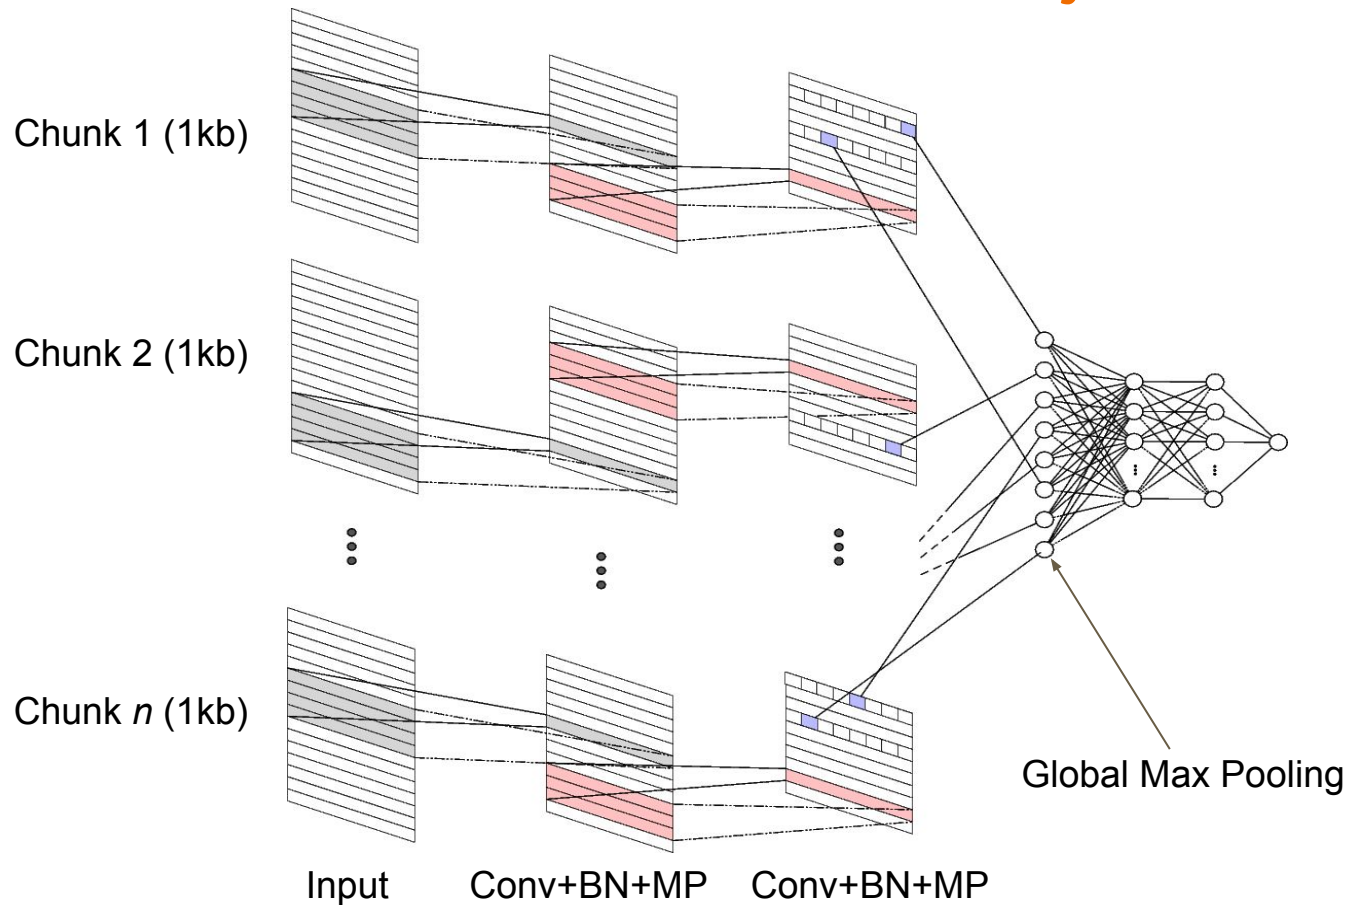 Chunk 1 (1kb)
Chunk 2 (1kb)
Chunk n (1kb)
Global Max Pooling
Input Conv+BN+MP Conv+BN+MP